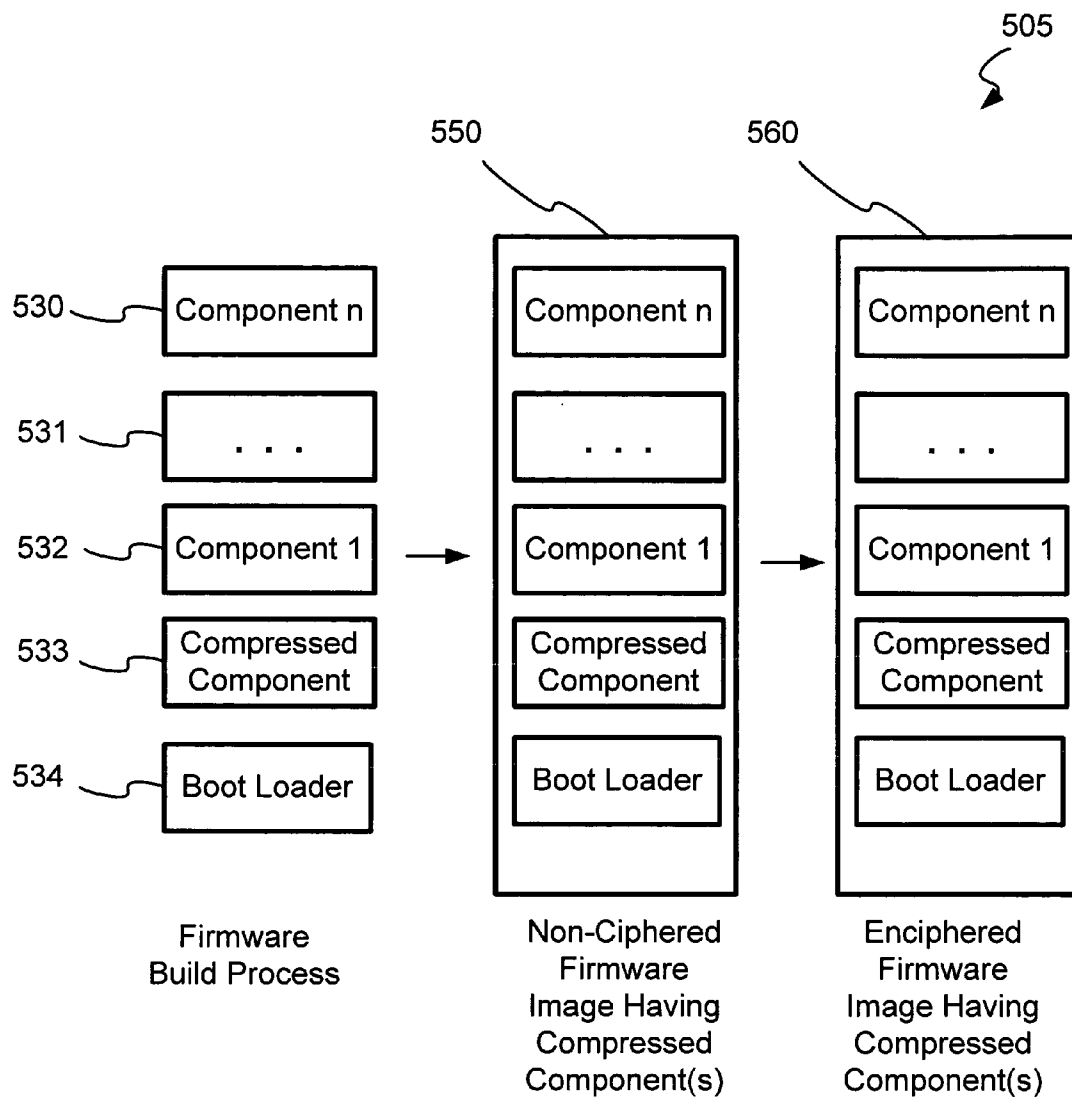 505
550
560
530
Component n
Component n
Component n
531
. . .
. . .
. . .
532
Component 1
Component 1
Component 1
533
Compressed
Component
Compressed
Component
Compressed
Component
534
Boot Loader
Boot Loader
Boot Loader
Firmware
Build Process
Non-Ciphered
Firmware
Image Having
Compressed
Component(s)
Enciphered
Firmware
Image Having
Compressed
Component(s)